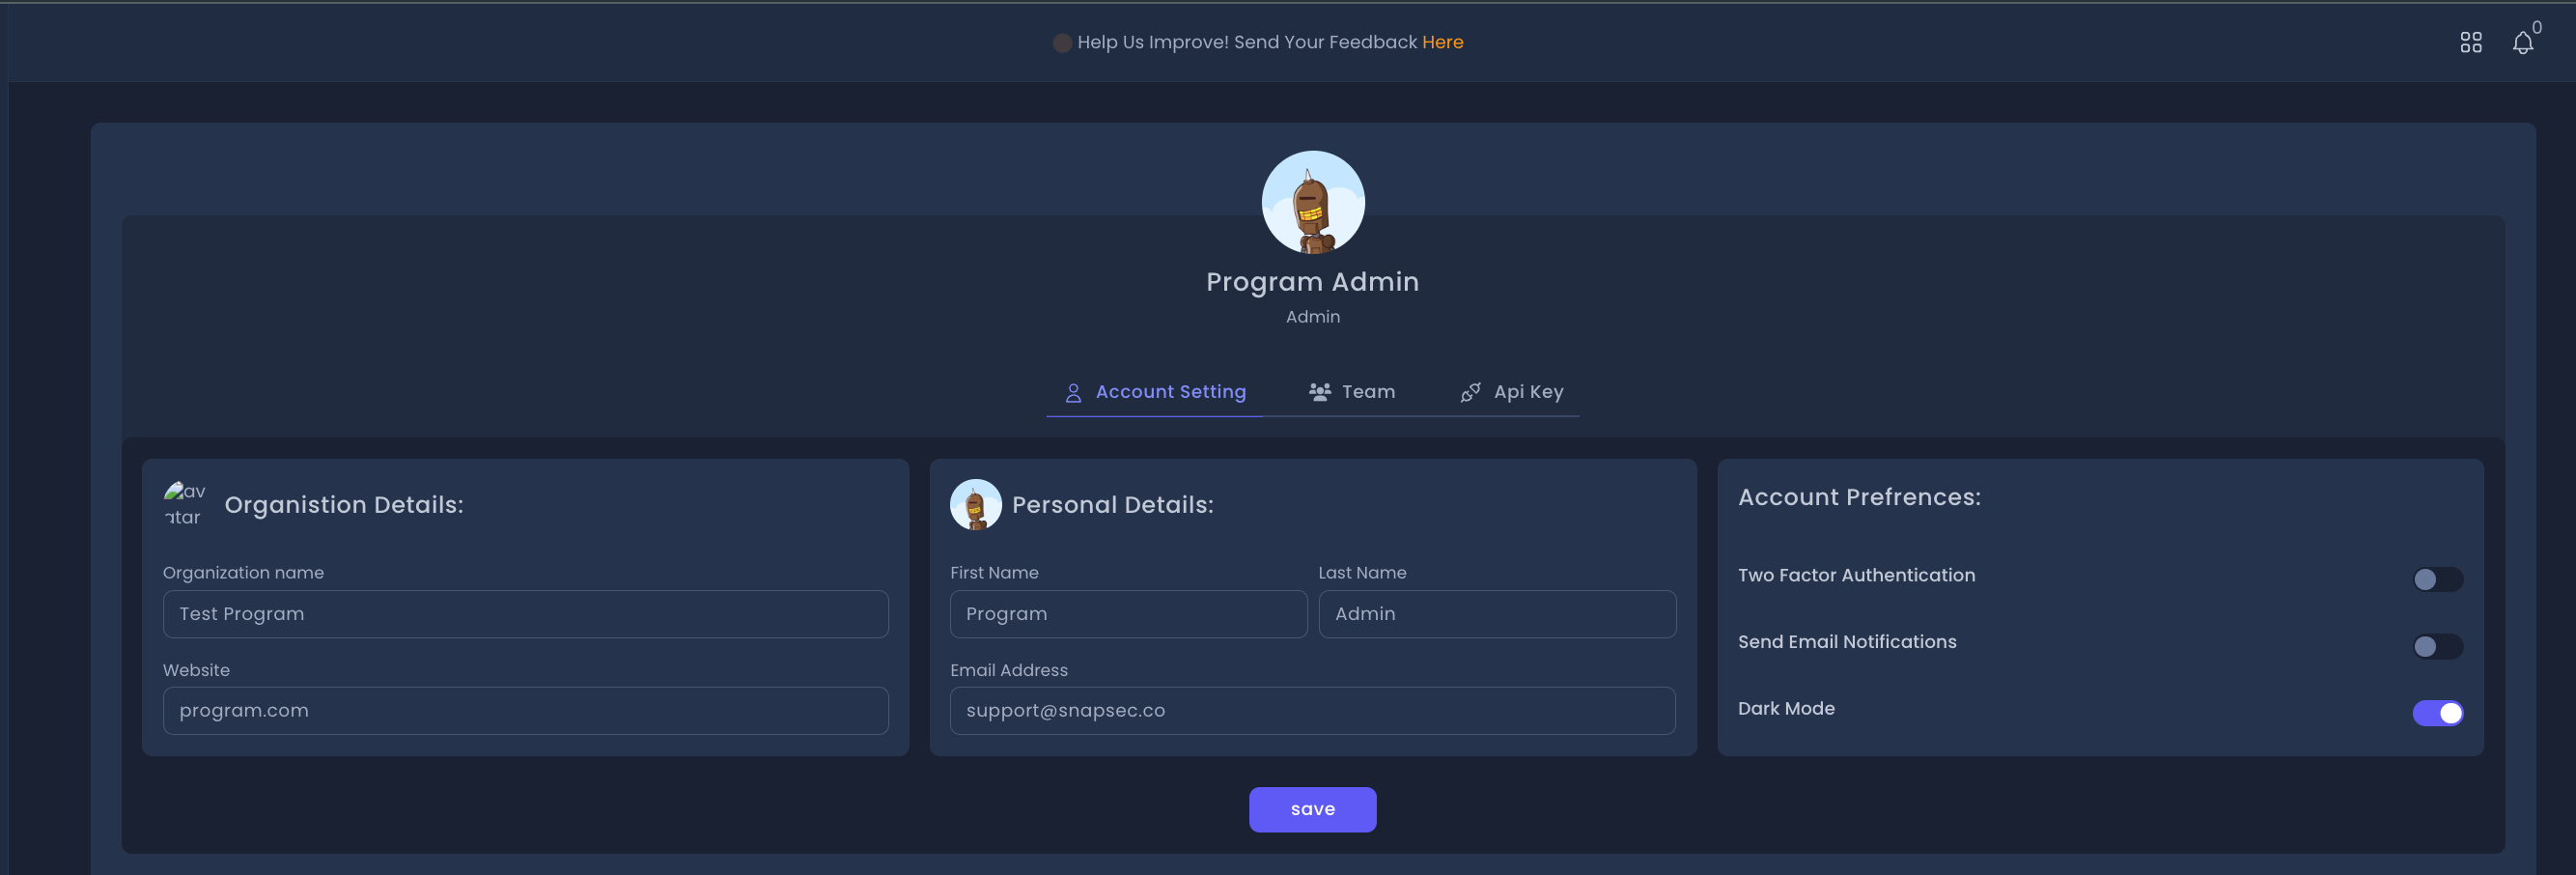 Help Us Improve! Send Your Feedback Here
0
Program Admin
Admin
Account Setting
Team
Api Key
av
atar
Organistion Details:
Organization name
Test Program
Website
program.com
Personal Details:
First Name
Last Name
Program
Admin
Email Address
support@snapsec.co
Account Prefrences:
Two Factor Authentication
Send Email Notifications
Dark Mode
save